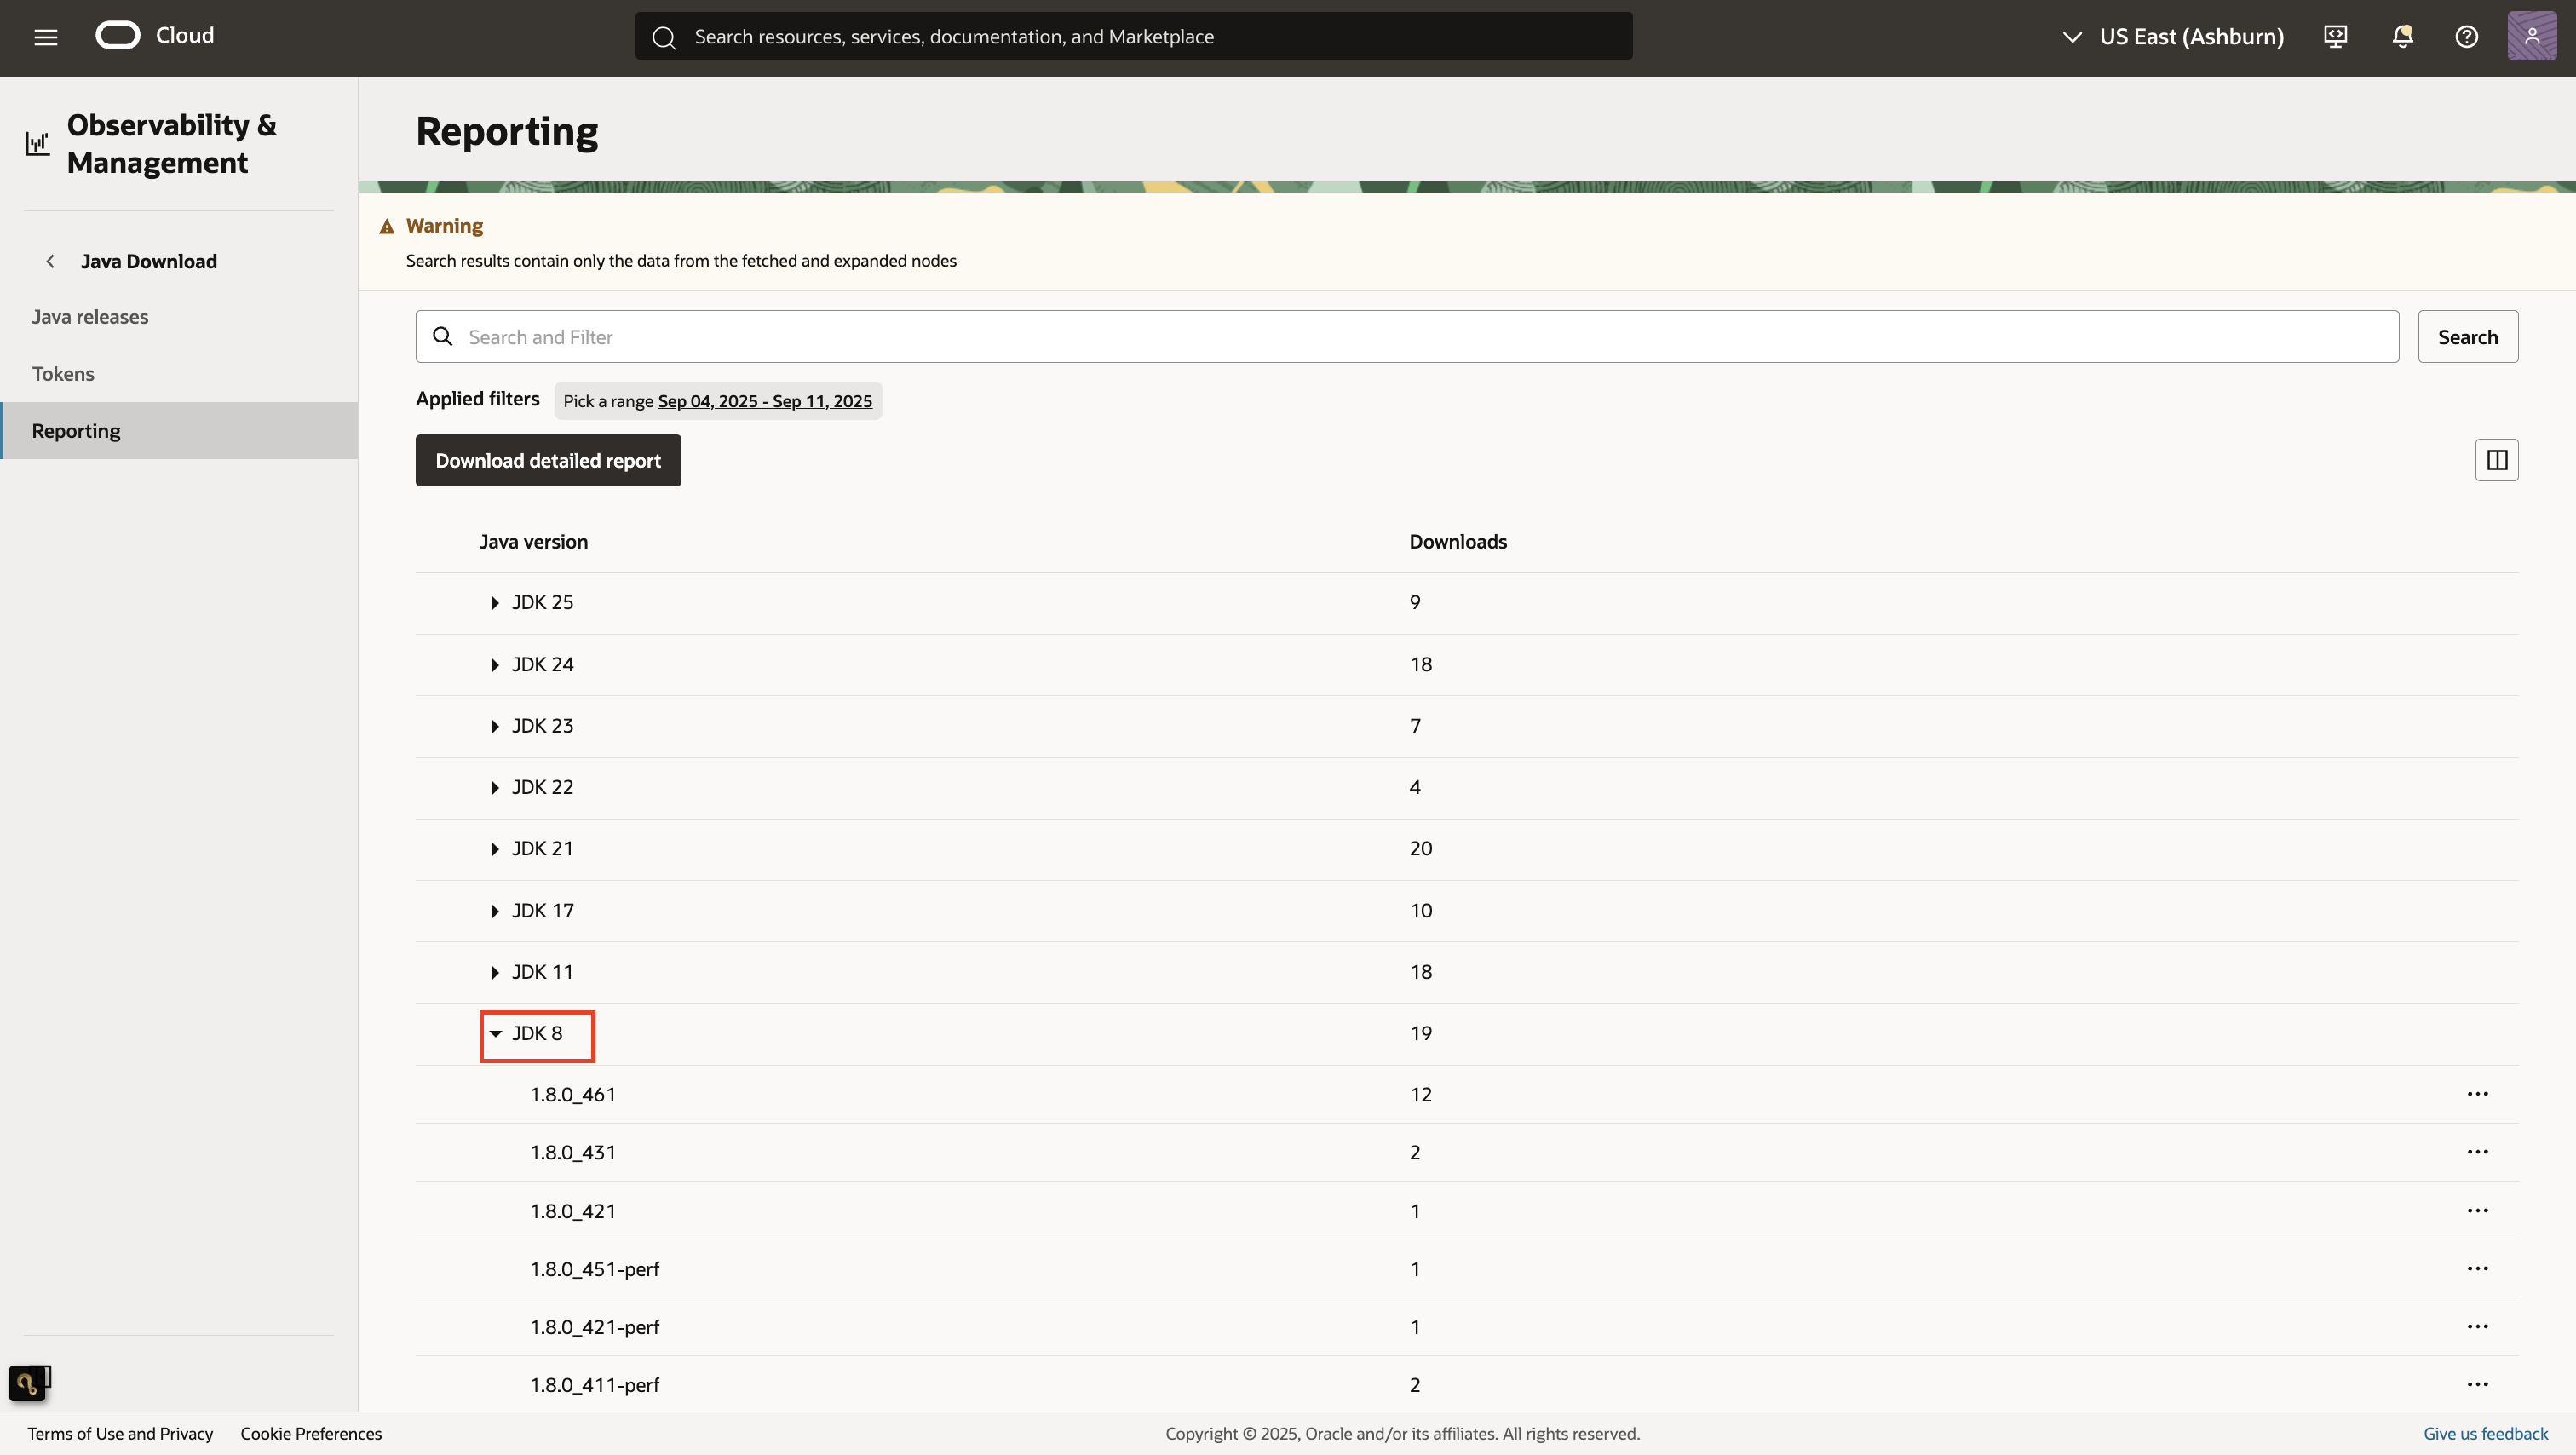 Cloud
Search resources, services, documentation, and Marketplace
US East (Ashburn)
Observability &
Management
Java Download
Java releases
Tokens
Reporting
Reporting
Warning
Search results contain only the data from the fetched and expanded nodes
Search and Filter
Search
Applied filters
Pick a range Sep 04, 2025 - Sep 11, 2025
Download detailed report
Java version Downloads
JDK 25 9
JDK 24 18
JDK 23 7
JDK 22 4
JDK 21 20
JDK 17 10
JDK 11 18
JDK 8 19
1.8.0_461 12
1.8.0_431 2
1.8.0_421 1
1.8.0_451-perf 1
1.8.0_421-perf 1
1.8.0_411-perf 2
Terms of Use and Privacy Cookie Preferences Copyright © 2025, Oracle and/or its affiliates. All rights reserved. Give us feedback